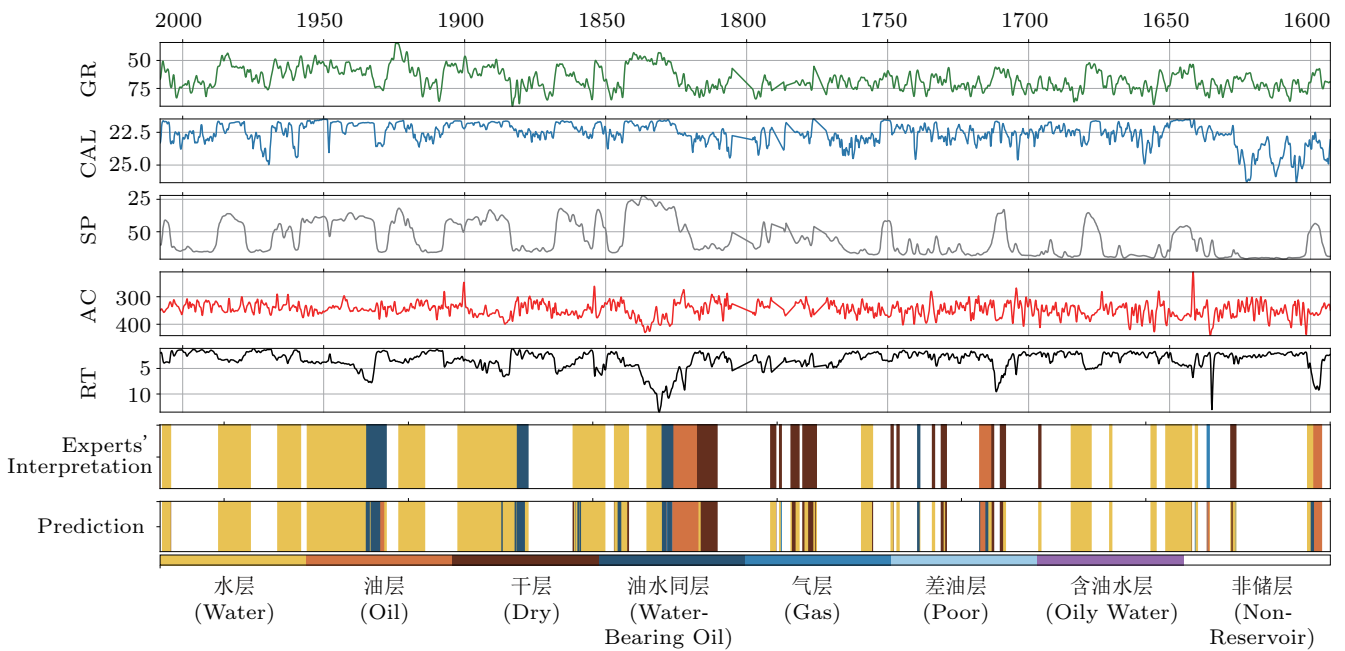 2000 1950 1900 1850 1800 1750 1700 1650 1600
GR
50
75
CAL
22.5
25.0
SP
25
50
AC
300
400
RT
5
10
Experts'
Interpretation
Prediction
水层 油层 干层 油水同层 气层 差油层 含油水层 非储层
(Water) (Oil) (Dry) (Water- (Gas) (Poor) (Oily Water) (Non-
Bearing Oil) Reservoir)